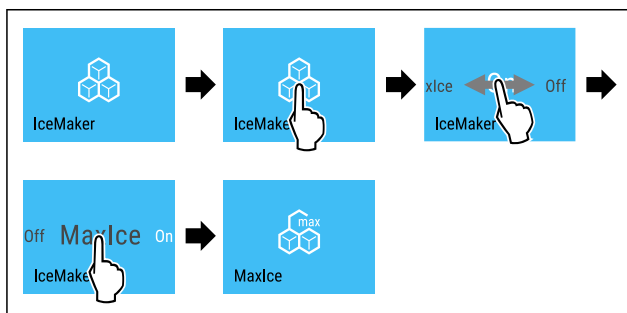 IceMaker
IceMake
xIce Off
IceMaker
Off MaxIce On
IceMake
max
MaxIce